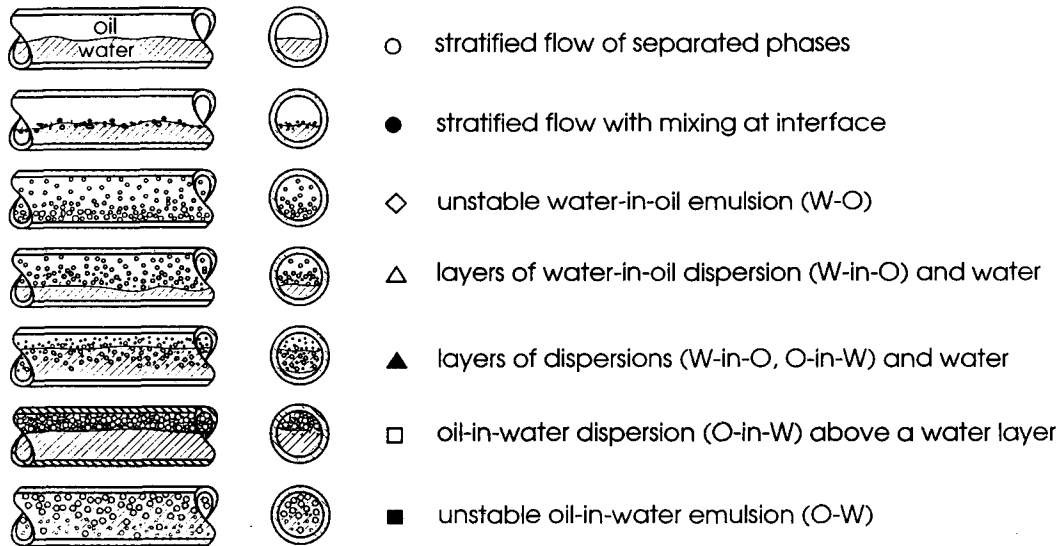 oil
water
stratified flow of separated phases
stratified flow with mixing at interface
unstable water-in-oil emulsion (W-O)
layers of water-in-oil dispersion (W-in-O) and water
layers of dispersions (W-in-O, O-in-W) and water
oil-in-water dispersion (O-in-W) above a water layer
unstable oil-in-water emulsion (O-W)